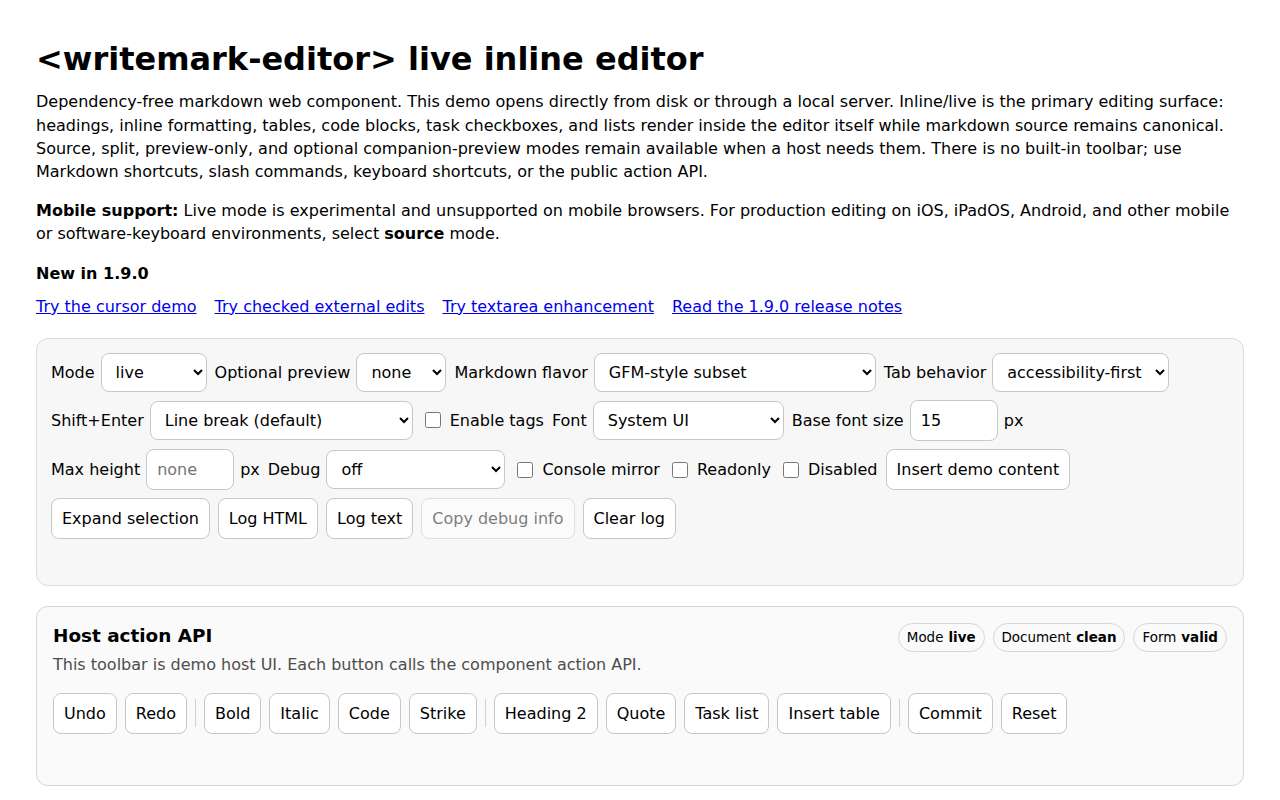 <writemark-editor> live inline editor
Dependency-free markdown web component. This demo opens directly from disk or through a local server. Inline/live is the primary editing surface:
headings, inline formatting, tables, code blocks, task checkboxes, and lists render inside the editor itself while markdown source remains canonical.
Source, split, preview-only, and optional companion-preview modes remain available when a host needs them. There is no built-in toolbar; use
Markdown shortcuts, slash commands, keyboard shortcuts, or the public action API.
Mobile support: Live mode is experimental and unsupported on mobile browsers. For production editing on iOS, iPadOS, Android, and other mobile
or software-keyboard environments, select source mode.
New in 1.9.0
Try the cursor demo Try checked external edits Try textarea enhancement Read the 1.9.0 release notes
Mode live Optional preview none Markdown flavor GFM-style subset Tab behavior accessibility-first
Shift+Enter Line break (default) Enable tags Font System UI Base font size 15 px
Max height none px Debug off Console mirror Readonly Disabled Insert demo content
Expand selection Log HTML Log text Copy debug info Clear log
Host action API Mode live Document clean Form valid
This toolbar is demo host UI. Each button calls the component action API.
Undo Redo Bold Italic Code Strike Heading 2 Quote Task list Insert table Commit Reset